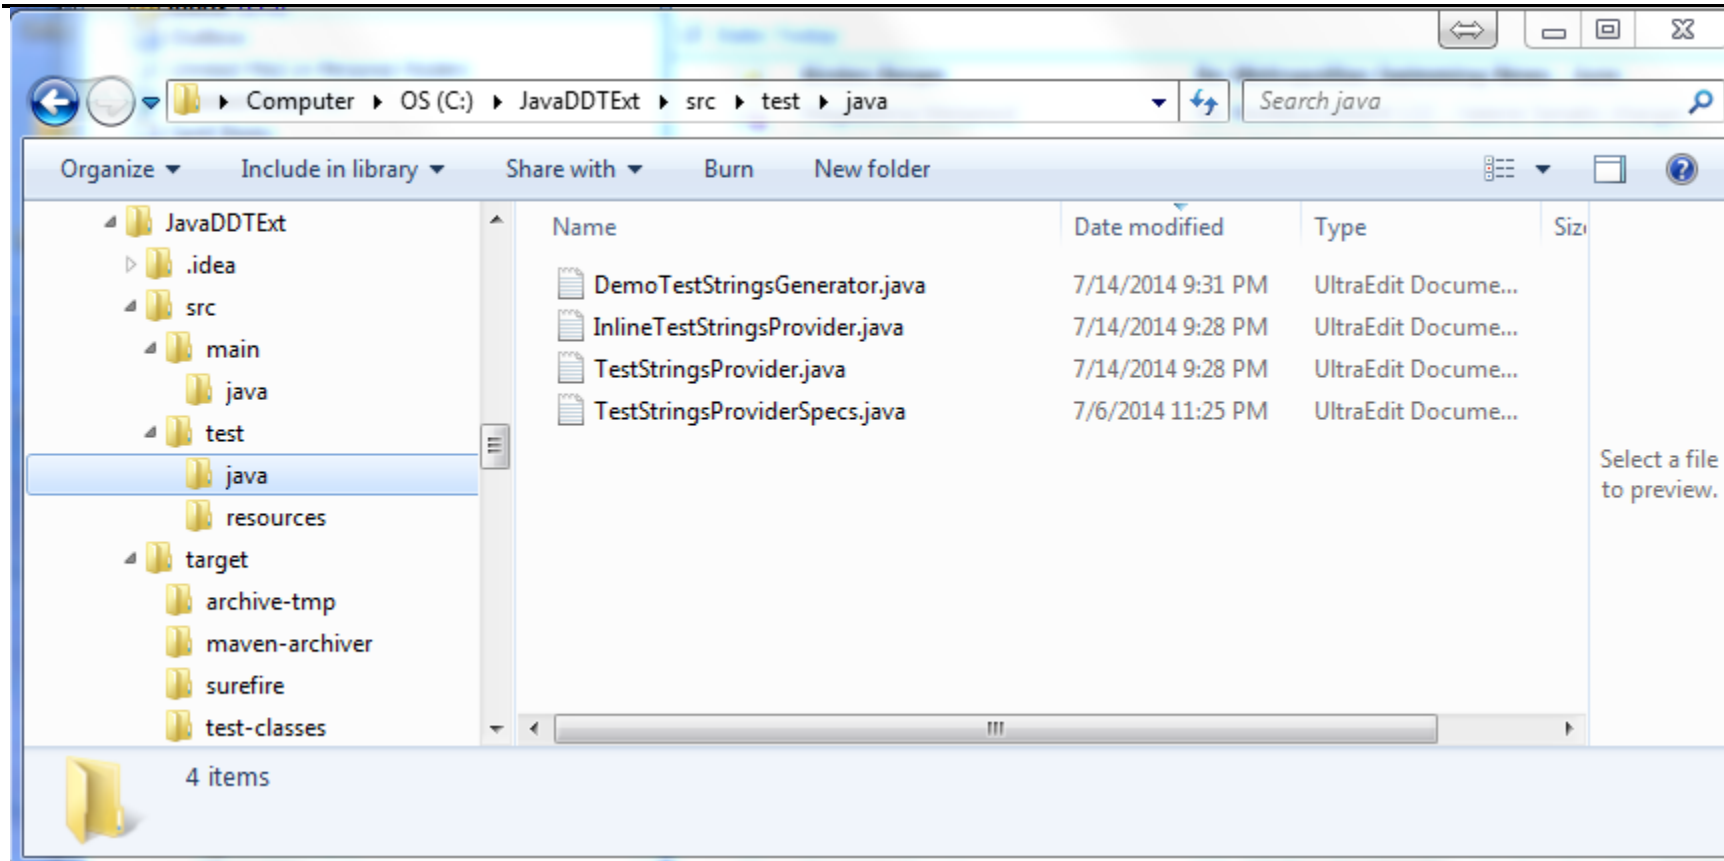 Computer OS (C:) JavaDDTExt src test java
Search java
Organize Include in library Share with Burn New folder
JavaDDTExt
.idea
src
main
java
test
java
resources
target
archive-tmp
maven-archiver
surefire
test-classes
Name Date modified Type Size
DemoTestStringsGenerator.java 7/14/2014 9:31 PM UltraEdit Docume...
InlineTestStringsProvider.java 7/14/2014 9:28 PM UltraEdit Docume...
TestStringsProvider.java 7/14/2014 9:28 PM UltraEdit Docume...
TestStringsProviderSpecs.java 7/6/2014 11:25 PM UltraEdit Docume...
Select a file
to preview.
4 items